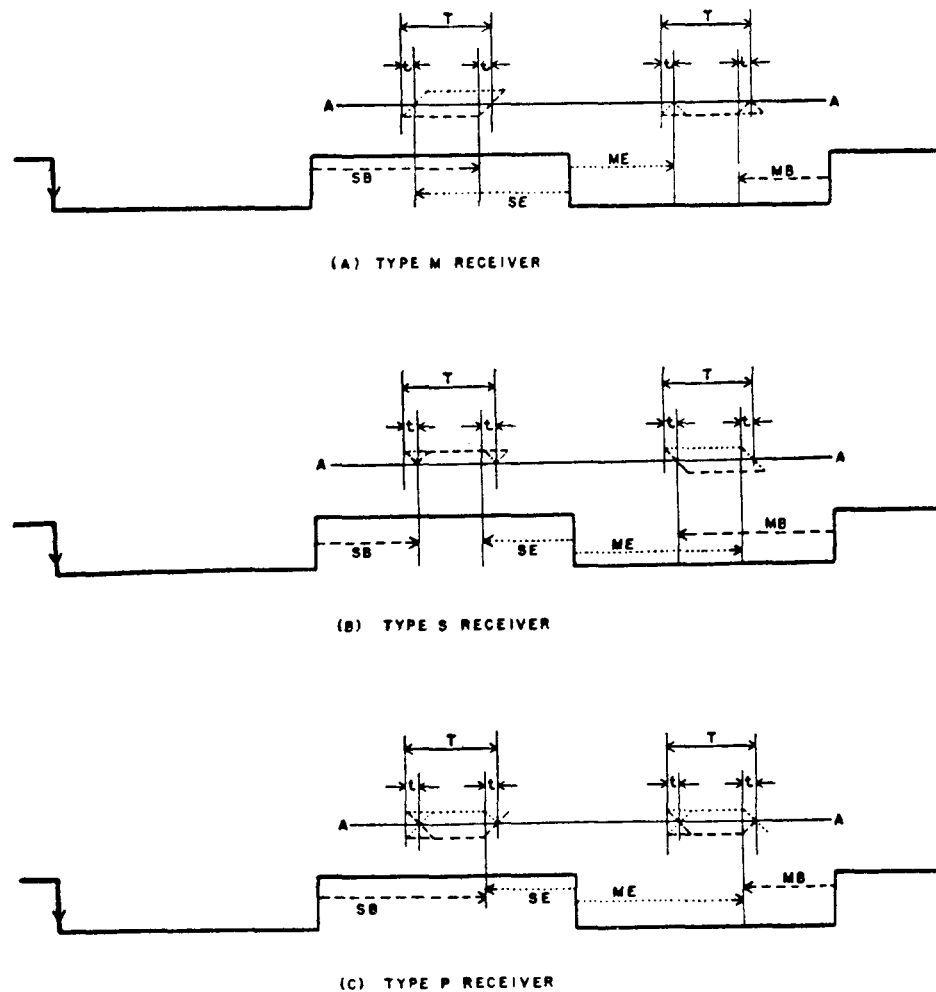 T T
t t t t
A A
SB ME MB
SE
(A) TYPE M RECEIVER
T T
t t t t
A A
SB SE ME MB
(B) TYPE S RECEIVER
T T
t t t t
A A
SB SE ME MB
(C) TYPE P RECEIVER